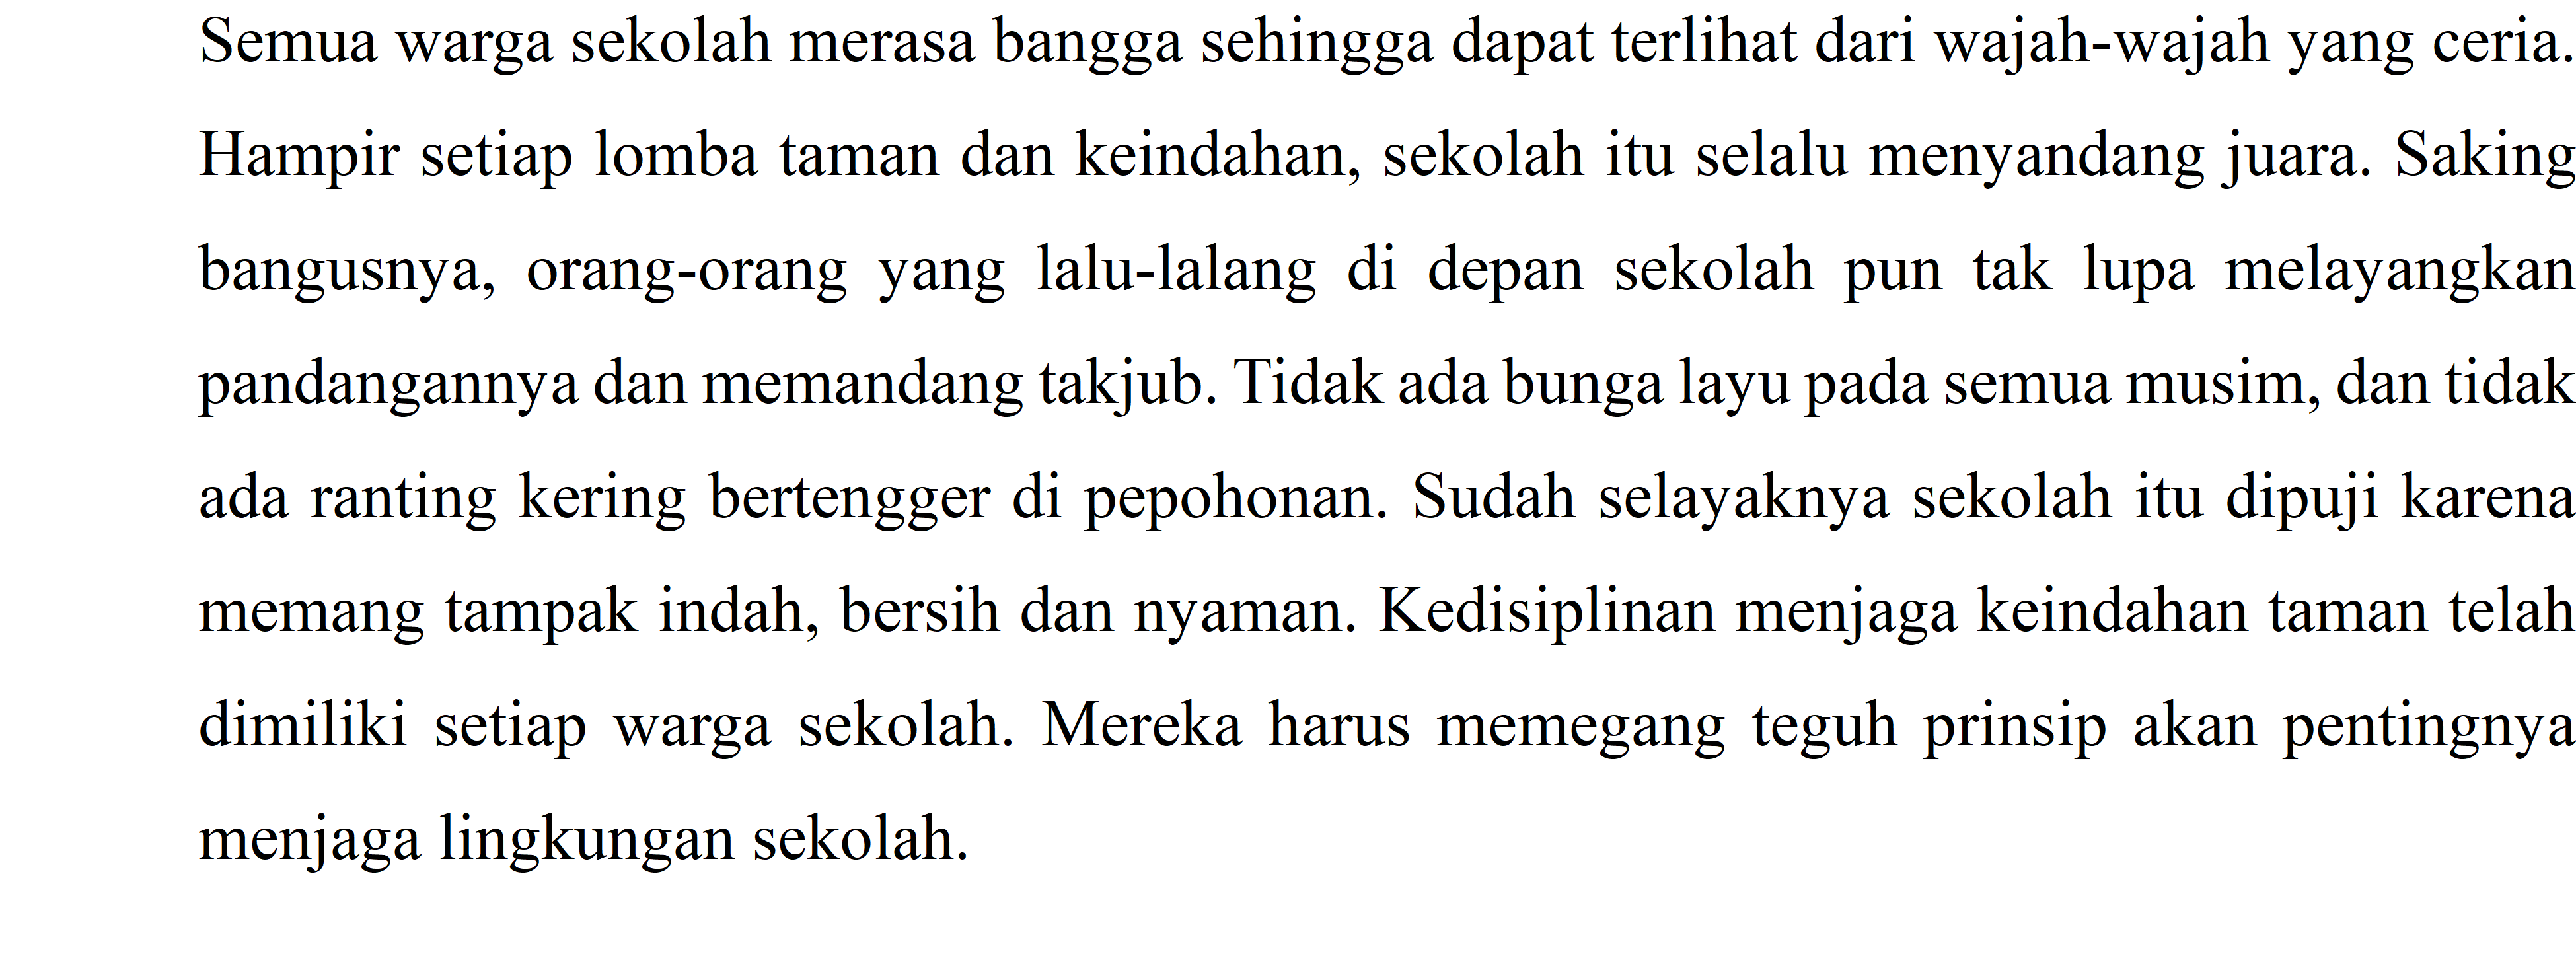 Semua warga sekolah merasa bangga sehingga dapat terlihat dari wajah-wajah yang ceria.
Hampir setiap lomba taman dan keindahan, sekolah itu selalu menyandang juara. Saking
bangusnya, orang-orang yang lalu-lalang di depan sekolah pun tak lupa melayangkan
pandangannya dan memandang takjub. Tidak ada bunga layu pada semua musim, dan tidak
ada ranting kering bertengger di pepohonan. Sudah selayaknya sekolah itu dipuji karena
memang tampak indah, bersih dan nyaman. Kedisiplinan menjaga keindahan taman telah
dimiliki setiap warga sekolah. Mereka harus memegang teguh prinsip akan pentingnya
menjaga lingkungan sekolah.